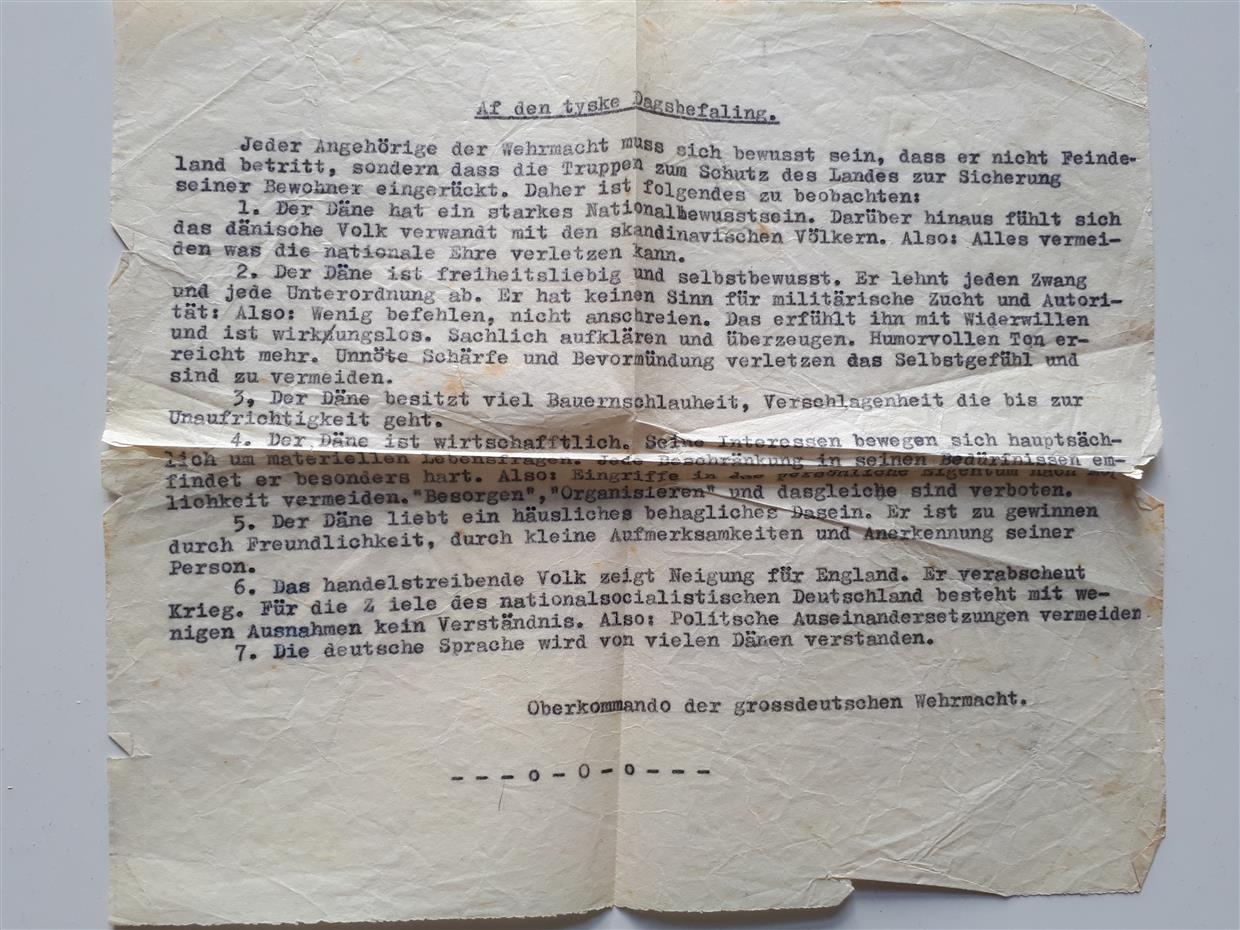 Af den tyske Dagsbefaling.
Jeder Angehörige der Wehrmacht muss sich bewusst sein, dass er nicht Feinde-
land betritt, sondern dass die Truppen zum Schutz des Landes zur Sicherung
seiner Bewohner eingerückt. Daher ist folgendes zu beobachten:
1. Der Däne hat ein starkes Nationalbewusstsein. Darüber hinaus fühlt sich
das dänische Volk verwandt mit den skandinavischen Völkern. Also: Alles vermei-
den was die nationale Ehre verletzen kann.
2. Der Däne ist freiheitsliebig und selbstbewusst. Er lehnt jeden Zwang
und jede Unterordnung ab. Er hat keinen Sinn für militärische Zucht und Autori-
tät: Also: Wenig befehlen, nicht anschreien. Das erfühlt ihn mit Widerwillen
und ist wirkungslos. Sachlich aufklären und überzeugen. Humorvollen Ton er-
reicht mehr. Unnöte Schärfe und Bevormündung verletzen das Selbstgefühl und
sind zu vermeiden.
3, Der Däne besitzt viel Bauernschlauheit, Verschlagenheit die bis zur
Unaufrichtigkeit geht.
4. Der Däne ist wirtschafftlich. Seine Interessen bewegen sich hauptsäch-
lich um materiellen Lebensfragen. Jede Beschränkung in seinen Bedürfnissen em-
findet er besonders hart. Also: Eingriffe in das persönliche Eigentum nach
lichkeit vermeiden."Besorgen","Organisieren" und dasgleiche sind verboten.
5. Der Däne liebt ein häusliches behagliches Dasein. Er ist zu gewinnen
durch Freundlichkeit, durch kleine Aufmerksamkeiten und Anerkennung seiner
Person.
6. Das handelstreibende Volk zeigt Neigung für England. Er verabscheut
Krieg. Für die Z iele des nationalsocialistischen Deutschland besteht mit we-
nigen Ausnahmen kein Verständnis. Also: Politsche Auseinandersetzungen vermeiden
7. Die deutsche Sprache wird von vielen Dänen verstanden.
Oberkommando der grossdeutschen Wehrmacht.
---o-O-o---